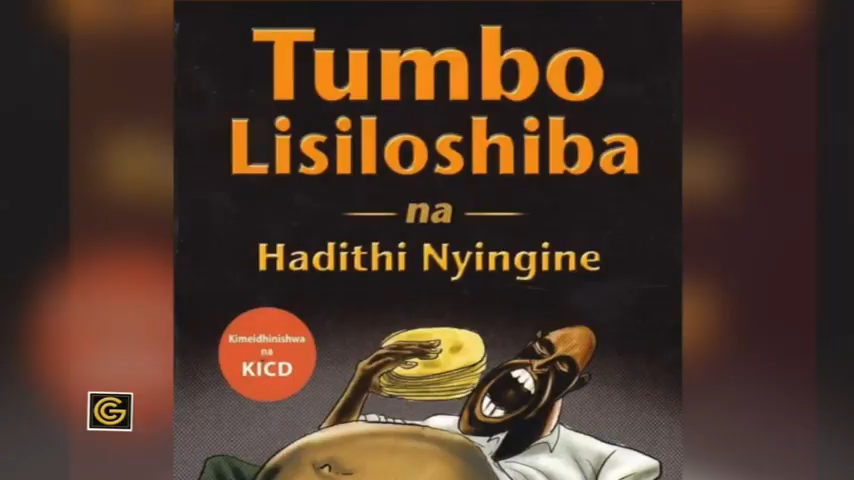 Tumbo
Lisiloshiba
na
Hadithi Nyingine
Kimeidhinishwa
na
KICD
G